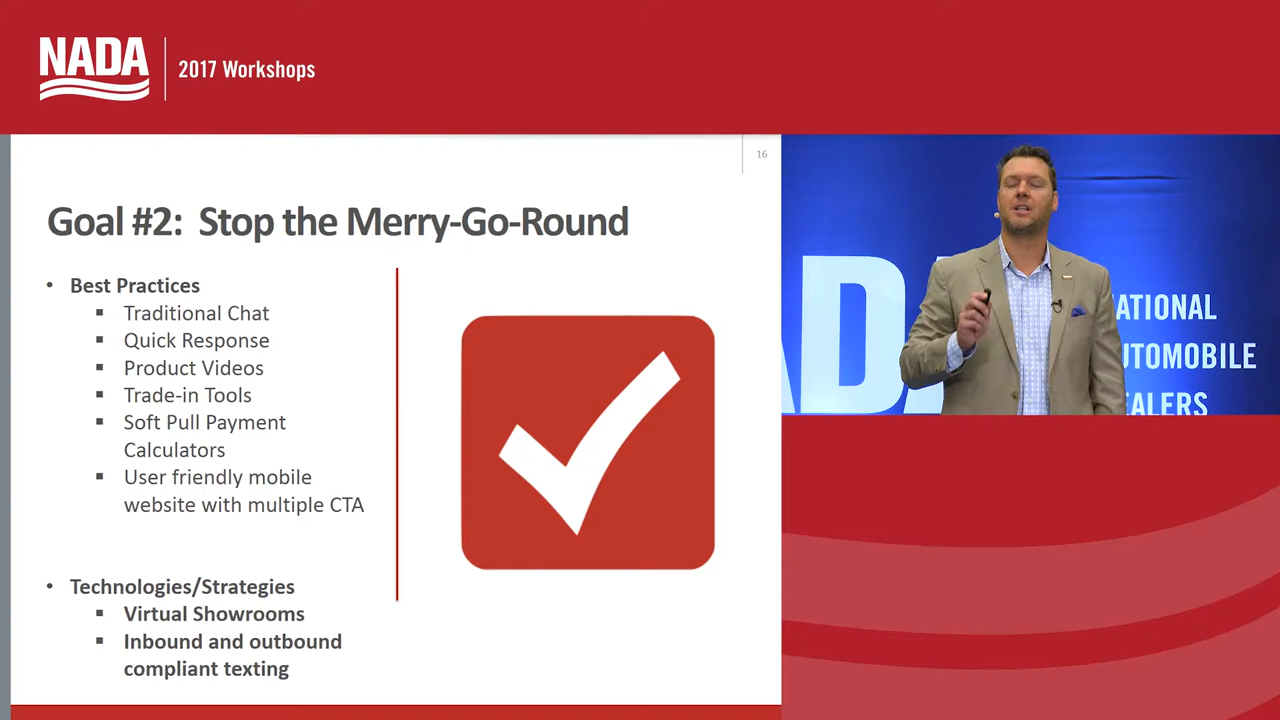 NADA
2017 Workshops
16
Goal #2: Stop the Merry-Go-Round
• Best Practices
▪ Traditional Chat
▪ Quick Response
▪ Product Videos
▪ Trade-in Tools
▪ Soft Pull Payment
Calculators
▪ User friendly mobile
website with multiple CTA
• Technologies/Strategies
▪ Virtual Showrooms
▪ Inbound and outbound
compliant texting
ADA
ATIONAL
UTOMOBILE
EALERS